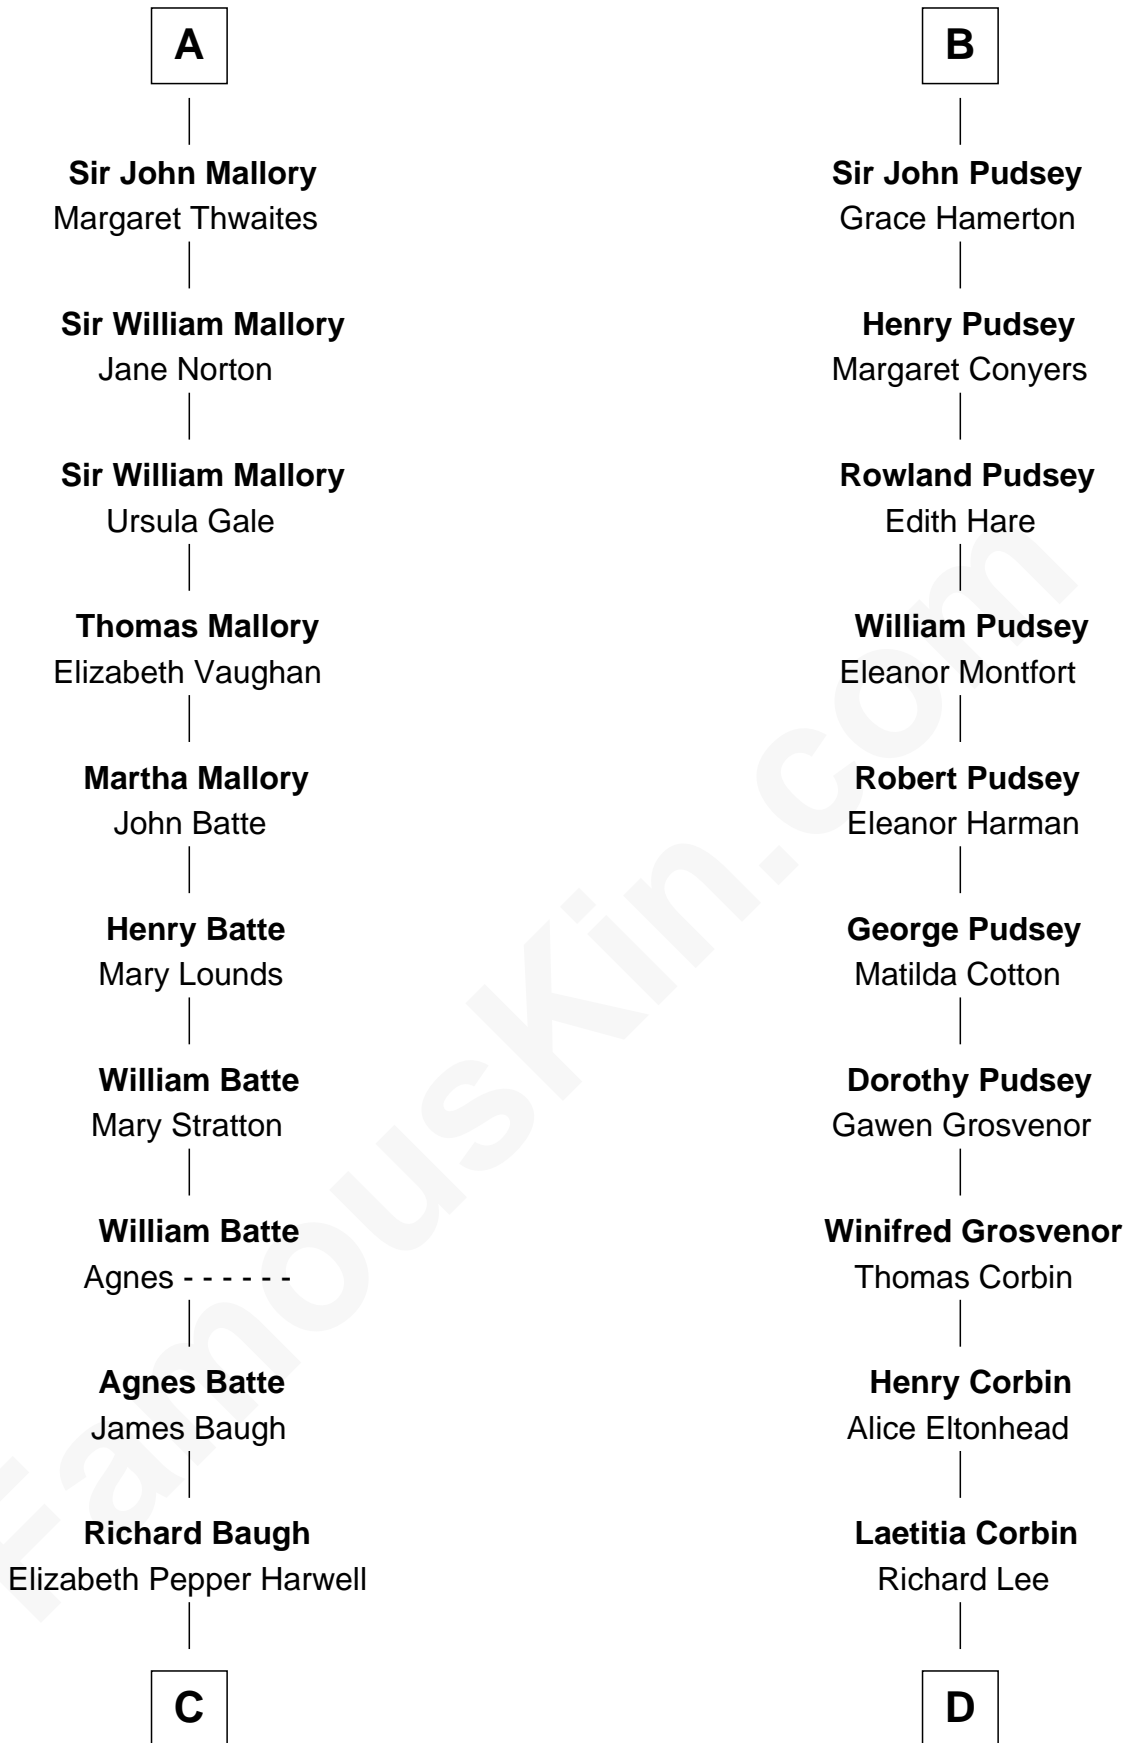 A
Sir John Mallory
Margaret Thwaites
Sir William Mallory
Jane Norton
Sir William Mallory
Ursula Gale
Thomas Mallory
Elizabeth Vaughan
Martha Mallory
John Batte
Henry Batte
Mary Lounds
William Batte
Mary Stratton
William Batte
Agnes - - - - - -
Agnes Batte
James Baugh
Richard Baugh
Elizabeth Pepper Harwell
C
B
Sir John Pudsey
Grace Hamerton
Henry Pudsey
Margaret Conyers
Rowland Pudsey
Edith Hare
William Pudsey
Eleanor Montfort
Robert Pudsey
Eleanor Harman
George Pudsey
Matilda Cotton
Dorothy Pudsey
Gawen Grosvenor
Winifred Grosvenor
Thomas Corbin
Henry Corbin
Alice Eltonhead
Laetitia Corbin
Richard Lee
D
FamousKin.com